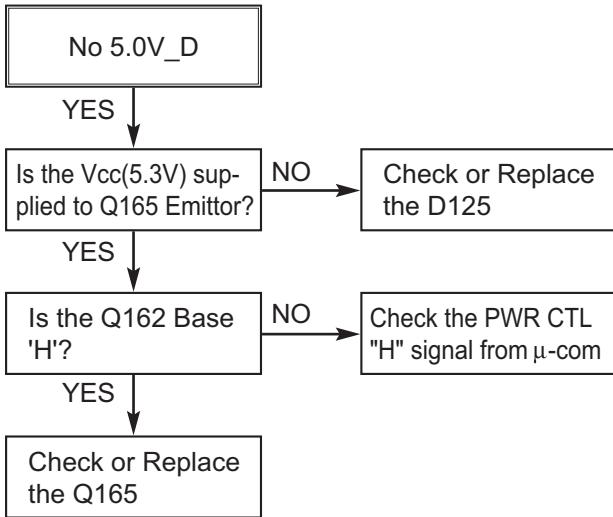 No 5.0V_D
YES
Is the Vcc(5.3V) sup-
plied to Q165 Emittor?
NO
Check or Replace
the D125
YES
Is the Q162 Base
'H'?
NO
Check the PWR CTL
"H" signal from μ-com
YES
Check or Replace
the Q165